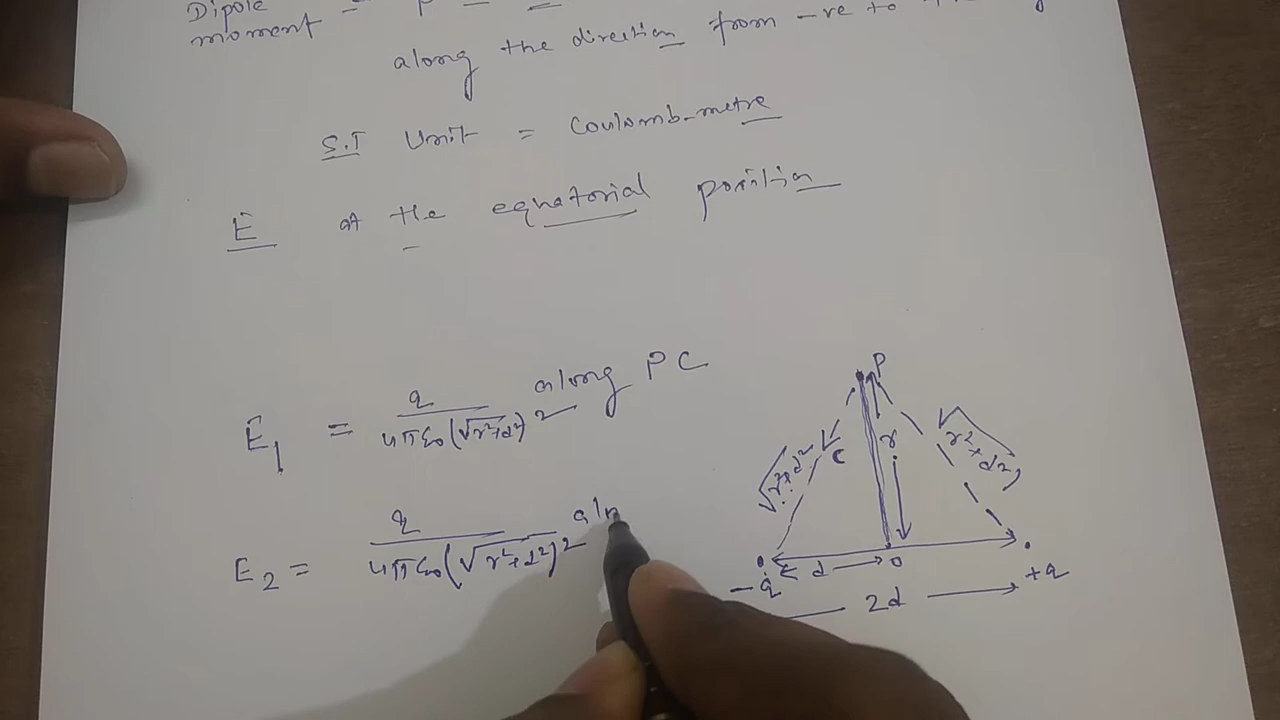 Dipole moment = P =
along the direction from -ve to
S.I Unit = Coulomb-metre
E at the equatorial position
E₁ = q / 4πε₀(√r²+d²)² along PC
E₂ = q / 4πε₀(√r²+d²)² alo
P
√r²+d²
C
r
√r²+d²
-q
d
O
+q
2d